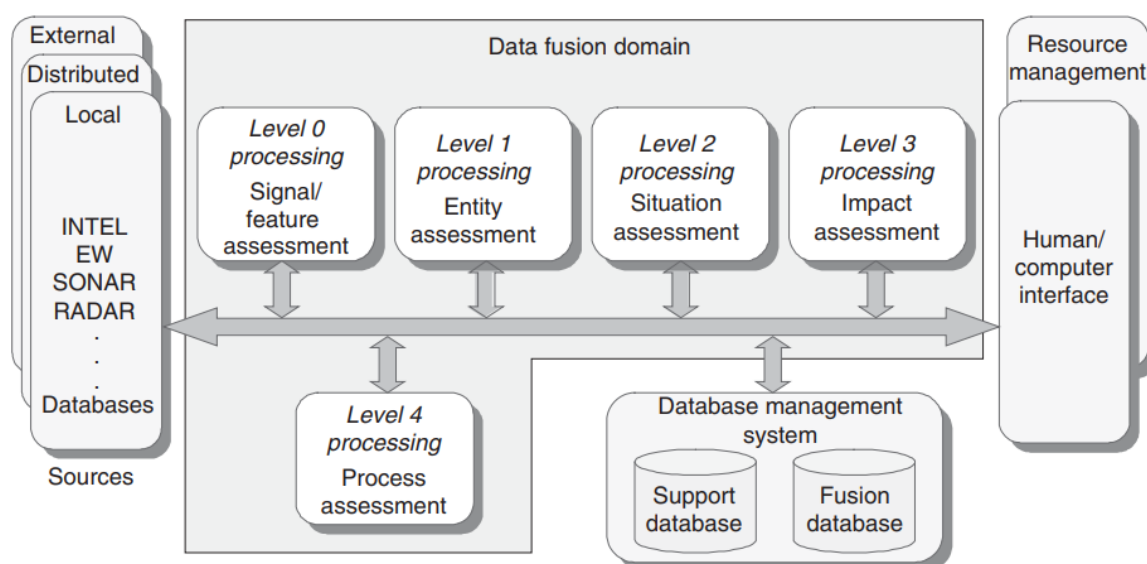 External
Distributed
Local
INTEL
EW
SONAR
RADAR
.
.
.
Databases
Sources
Data fusion domain
Level 0
processing
Signal/
feature
assessment
Level 1
processing
Entity
assessment
Level 2
processing
Situation
assessment
Level 3
processing
Impact
assessment
Level 4
processing
Process
assessment
Database management
system
Support
database
Fusion
database
Resource
management
Human/
computer
interface